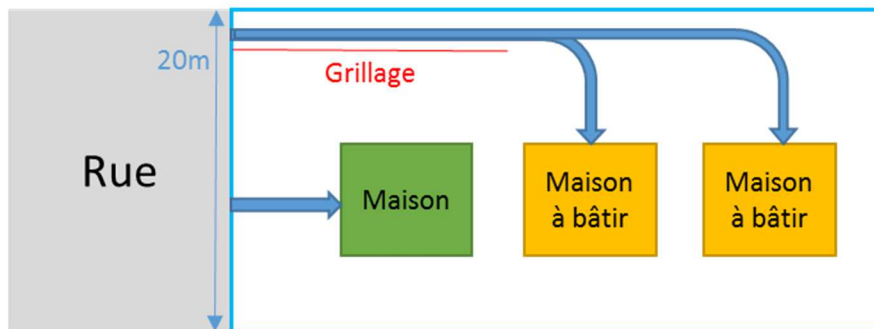 20m
Grillage
Rue
Maison
Maison
à bâtir
Maison
à bâtir